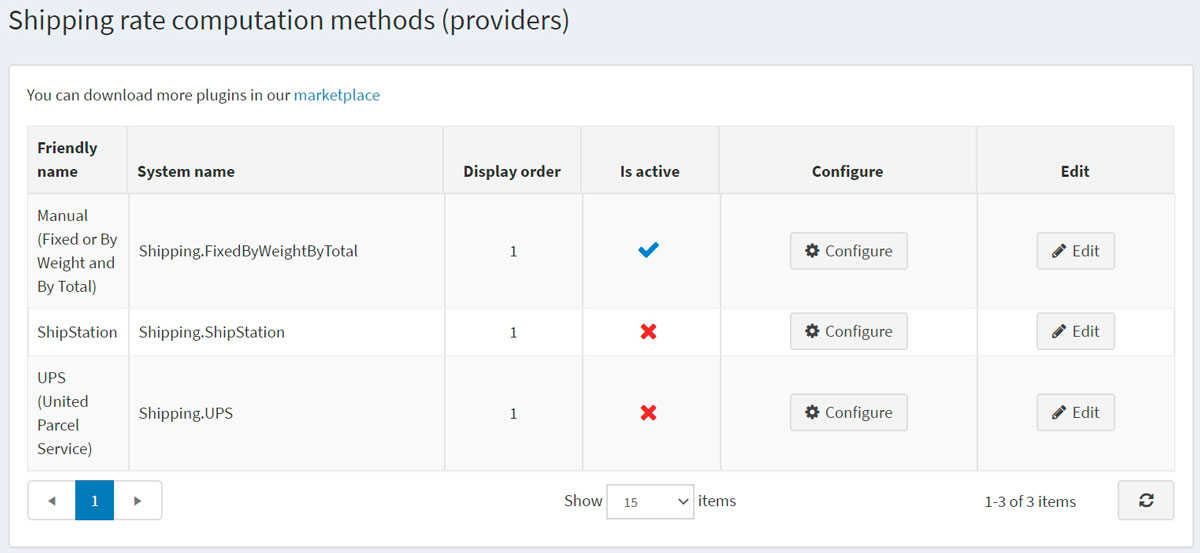 Shipping rate computation methods (providers)
You can download more plugins in our marketplace
Friendly
name
System name
Display order
Is active
Configure
Edit
Manual
(Fixed or By
Weight and
By Total)
Shipping.FixedByWeightByTotal
1
Configure
Edit
ShipStation
Shipping.ShipStation
1
Configure
Edit
UPS
(United
Parcel
Service)
Shipping.UPS
1
Configure
Edit
1
Show 15 items
1-3 of 3 items